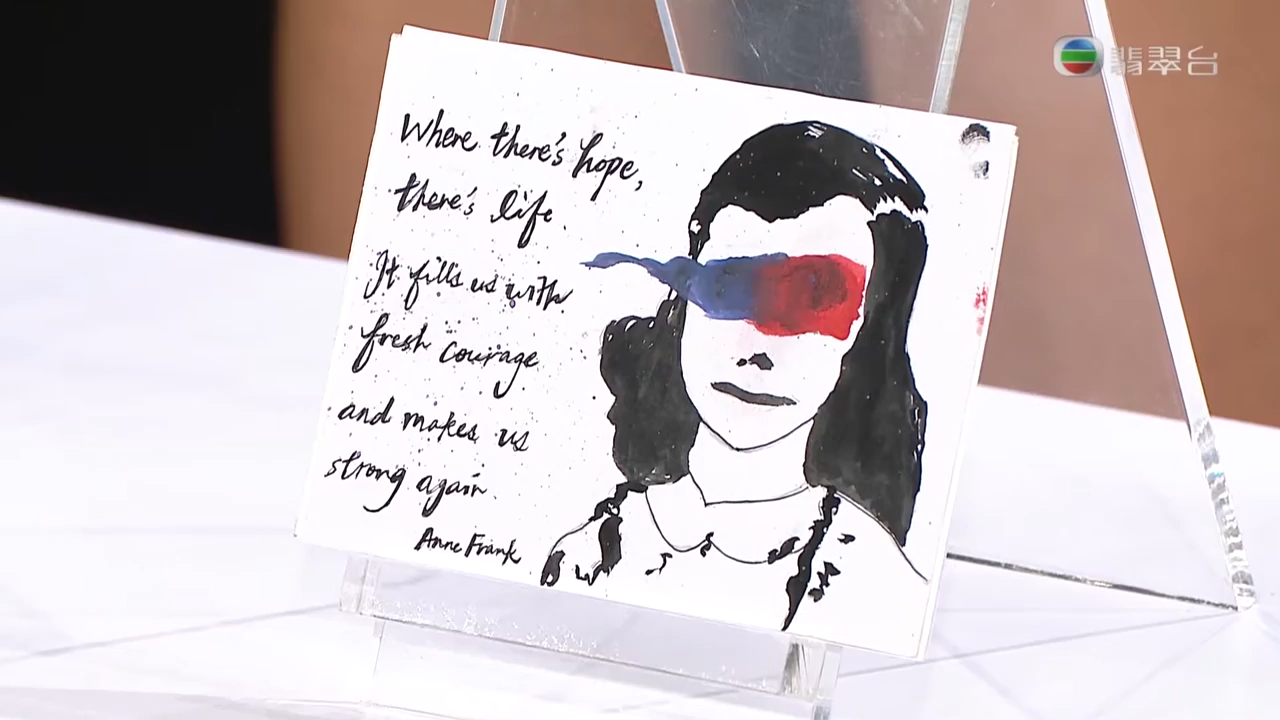 翡翠台
Where there's hope,
there's life.
It fills us with
fresh courage
and makes us
strong again.
Anne Frank